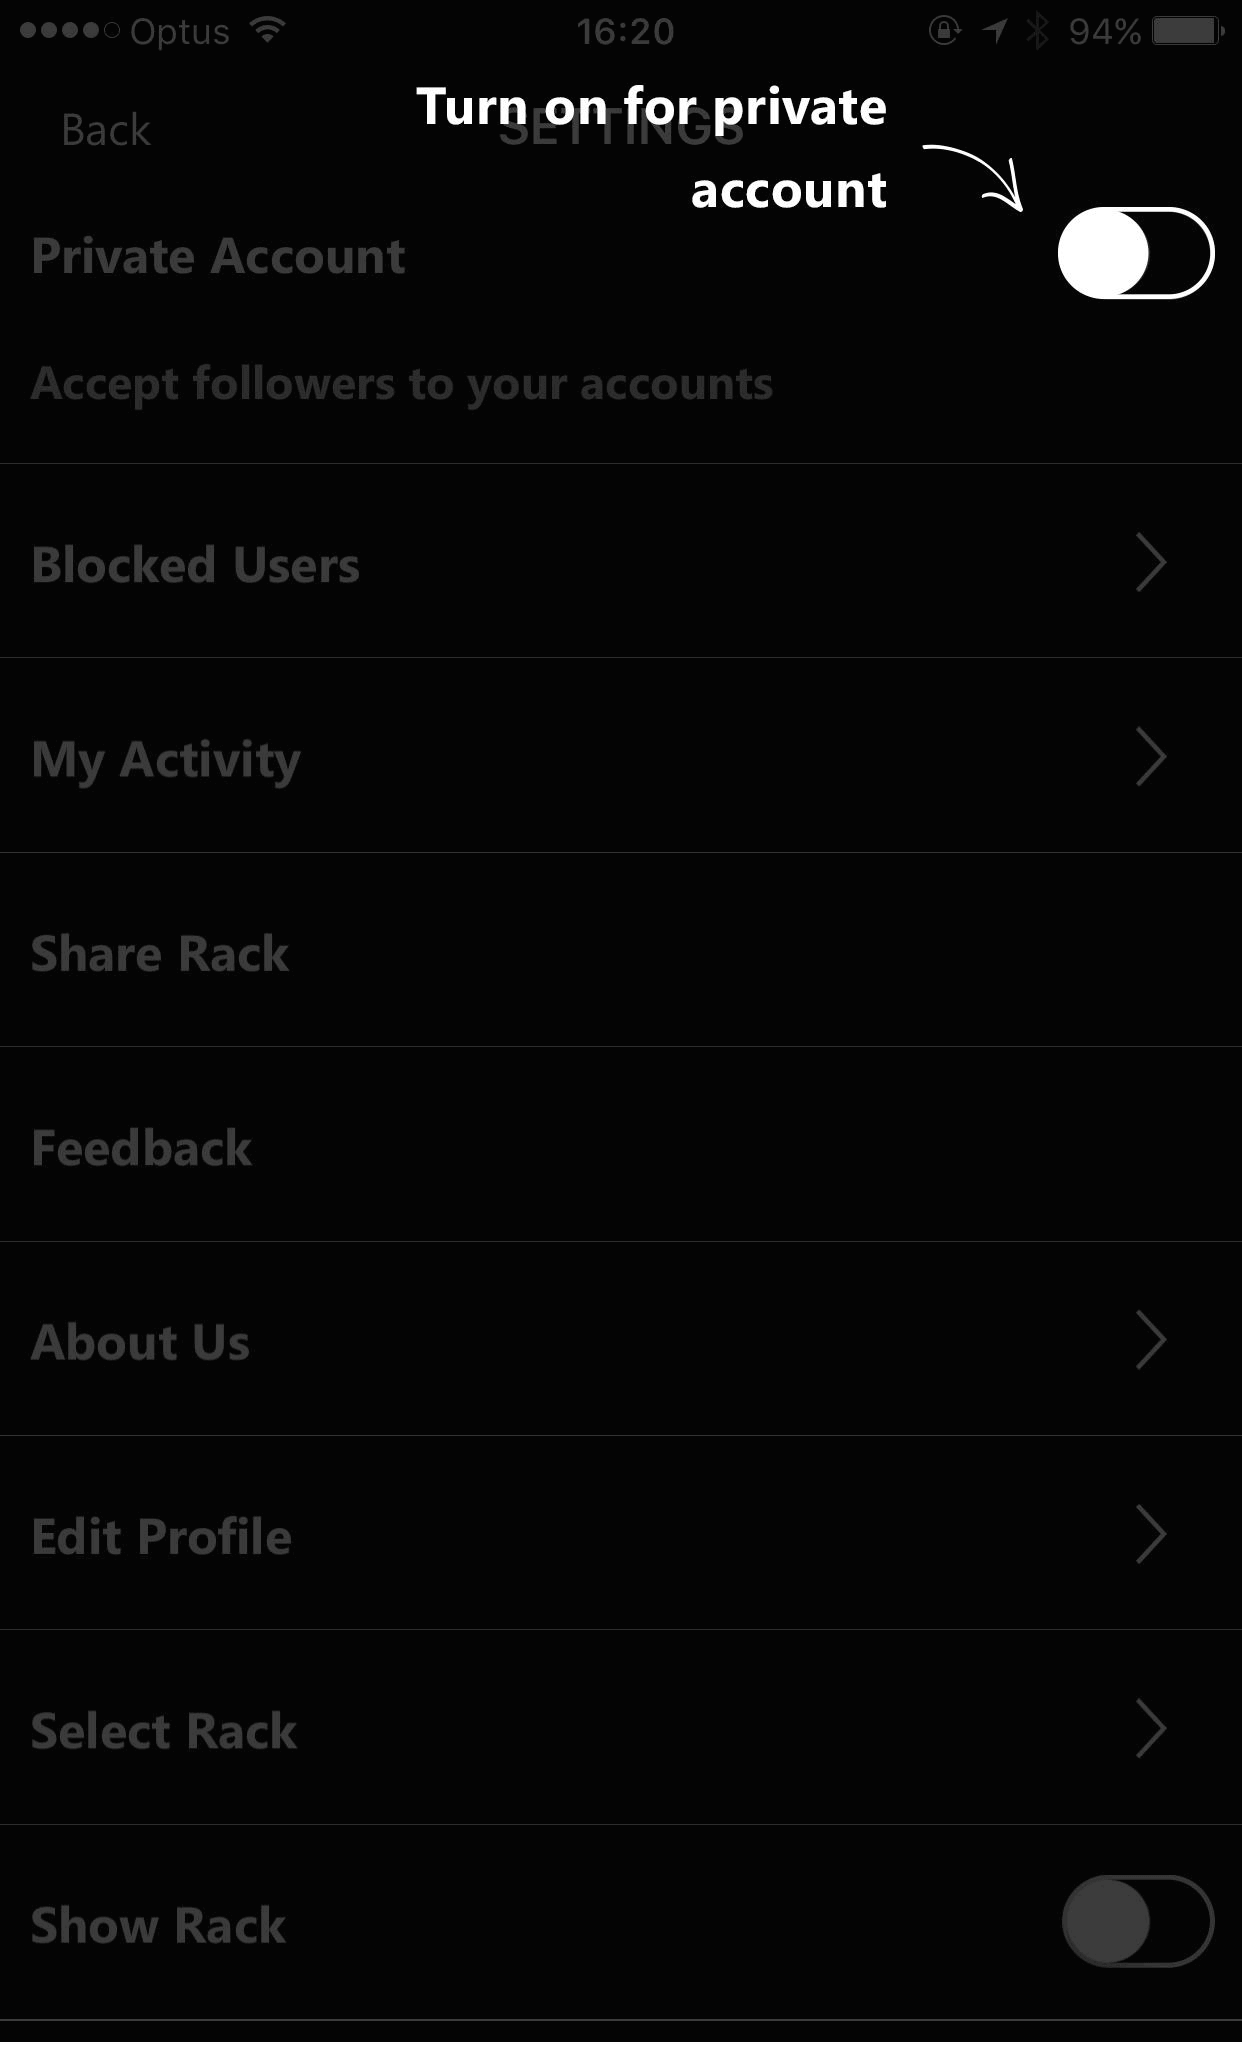 Optus 16:20 94%
Turn on for private
Back SETTINGS
account
Private Account
Accept followers to your accounts
Blocked Users
My Activity
Share Rack
Feedback
About Us
Edit Profile
Select Rack
Show Rack